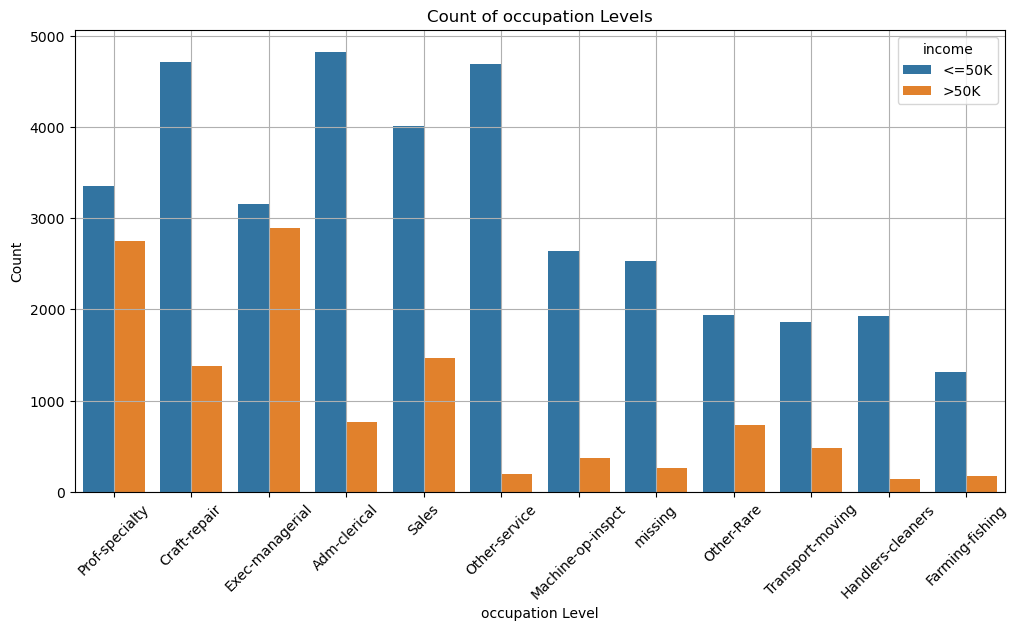 Count of occupation Levels
income
<=50K
>50K
Count
5000
4000
3000
2000
1000
0
Prof-specialty
Craft-repair
Exec-managerial
Adm-clerical
Sales
Other-service
Machine-op-inspct
missing
Other-Rare
Transport-moving
Handlers-cleaners
Farming-fishing
occupation Level